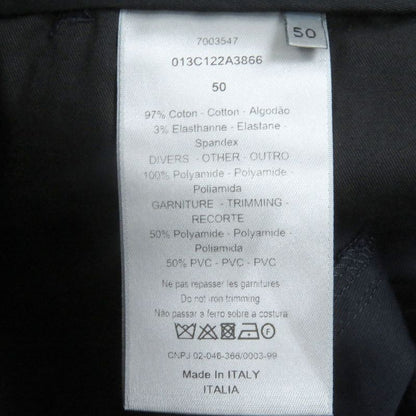 50
7003547
013C122A3866
50
97% Coton - Cotton - Algodão
3% Elasthanne - Elastane -
Spandex
DIVERS - OTHER - OUTRO
100% Polyamide - Polyamide -
Poliamida
GARNITURE - TRIMMING -
RECORTE
50% Polyamide - Polyamide -
Poliamida
50% PVC - PVC - PVC
Ne pas repasser les garnitures
Do not iron trimming
Não passar a ferro sobre a costura
CNPJ 02-046-366/0003-99
Made In ITALY
ITALIA